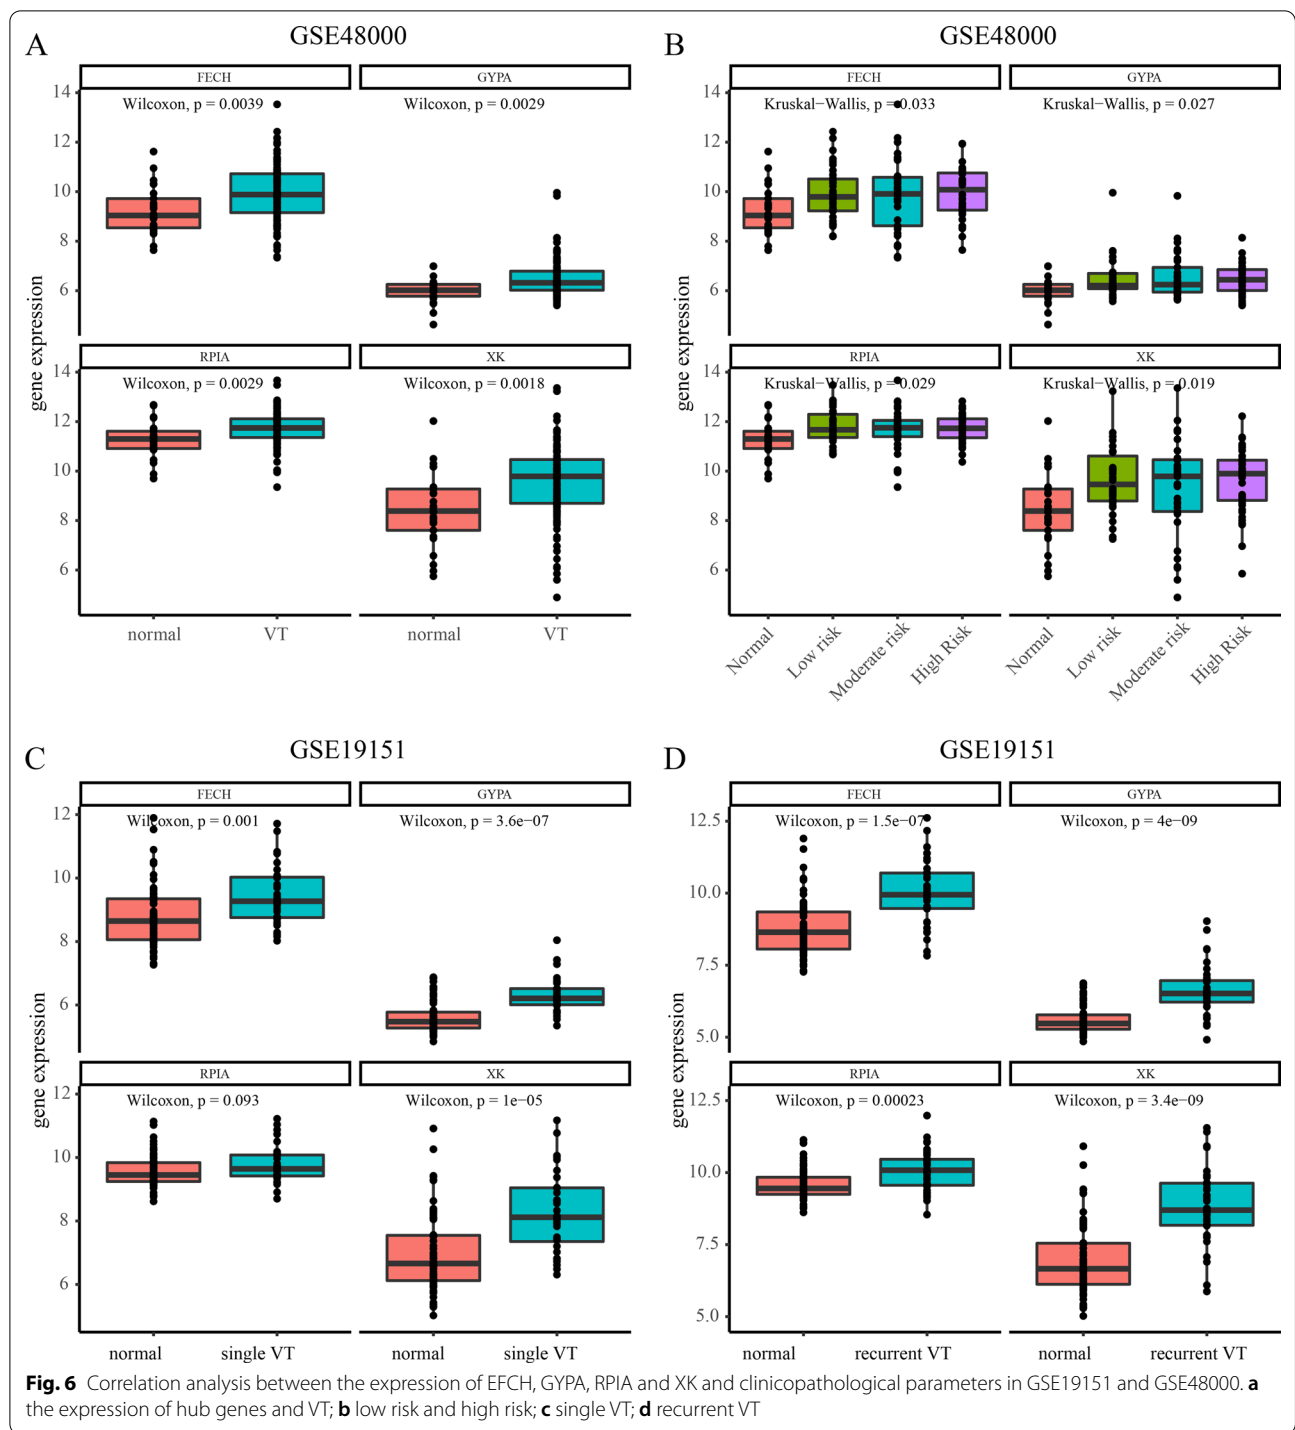 A
GSE48000
FECH
GYPA
Wilcoxon, p = 0.0039
Wilcoxon, p = 0.0029
14
12
10
8
6
RPIA
XK
Wilcoxon, p = 0.0029
Wilcoxon, p = 0.0018
14
12
10
8
6
gene expression
normal
VT
normal
VT
B
GSE48000
FECH
GYPA
Kruskal−Wallis, p = 0.033
Kruskal−Wallis, p = 0.027
14
12
10
8
6
RPIA
XK
Kruskal−Wallis, p = 0.029
Kruskal−Wallis, p = 0.019
14
12
10
8
6
gene expression
Normal
Low risk
Moderate risk
High Risk
Normal
Low risk
Moderate risk
High Risk
C
GSE19151
FECH
GYPA
Wilcoxon, p = 0.001
Wilcoxon, p = 3.6e−07
12
10
8
6
RPIA
XK
Wilcoxon, p = 0.093
Wilcoxon, p = 1e−05
12
10
8
6
gene expression
normal
single VT
normal
single VT
D
GSE19151
FECH
GYPA
Wilcoxon, p = 1.5e−07
Wilcoxon, p = 4e−09
12.5
10.0
7.5
5.0
RPIA
XK
Wilcoxon, p = 0.00023
Wilcoxon, p = 3.4e−09
12.5
10.0
7.5
5.0
gene expression
normal
recurrent VT
normal
recurrent VT
Fig. 6 Correlation analysis between the expression of EFCH, GYPA, RPIA and XK and clinicopathological parameters in GSE19151 and GSE48000. a
the expression of hub genes and VT; b low risk and high risk; c single VT; d recurrent VT